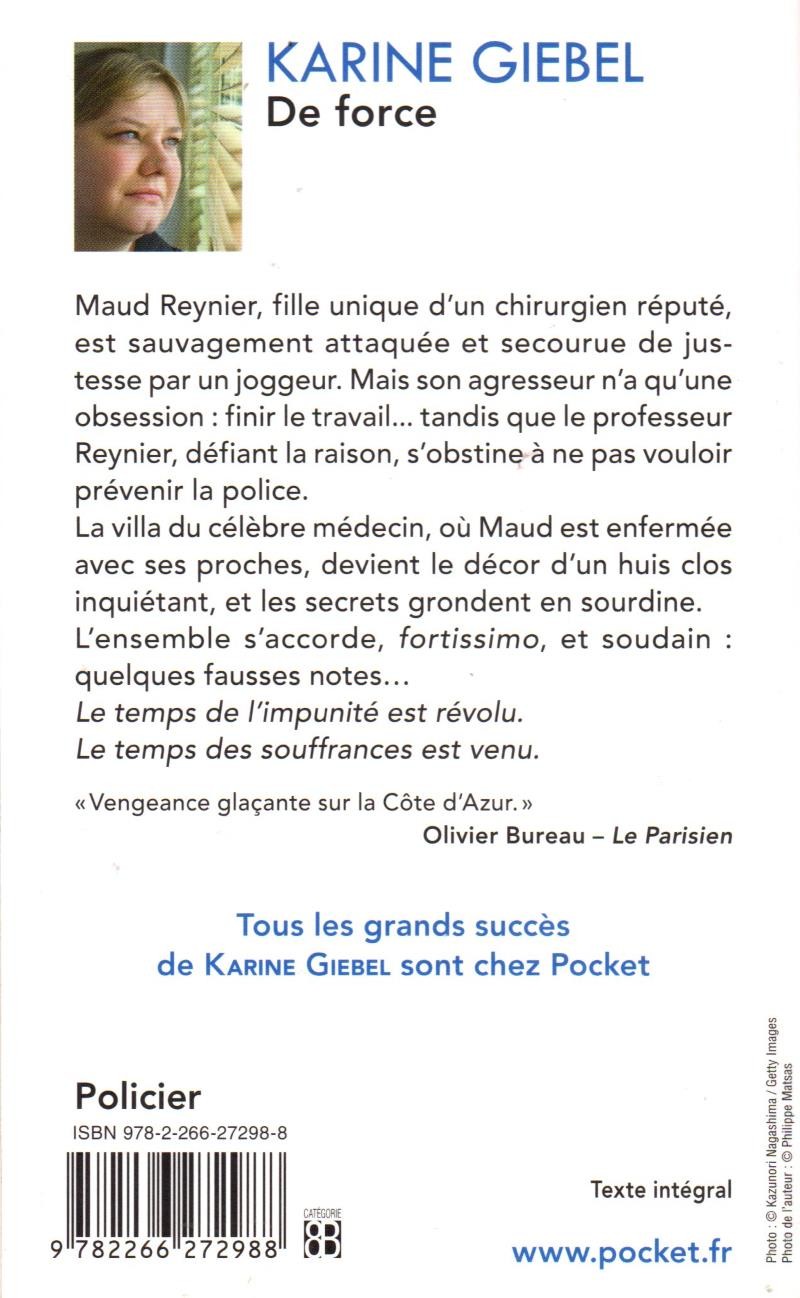 KARINE GIEBEL
De force
Maud Reynier, fille unique d'un chirurgien réputé,
est sauvagement attaquée et secourue de jus-
tesse par un joggeur. Mais son agresseur n'a qu'une
obsession : finir le travail... tandis que le professeur
Reynier, défiant la raison, s'obstine à ne pas vouloir
prévenir la police.
La villa du célèbre médecin, où Maud est enfermée
avec ses proches, devient le décor d'un huis clos
inquiétant, et les secrets grondent en sourdine.
L'ensemble s'accorde, fortissimo, et soudain :
quelques fausses notes...
Le temps de l'impunité est révolu.
Le temps des souffrances est venu.
« Vengeance glaçante sur la Côte d'Azur. »
Olivier Bureau – Le Parisien
Tous les grands succès
de KARINE GIEBEL sont chez Pocket
Policier
ISBN 978-2-266-27298-8
9 782266 272988
CATÉGORIE
8B
Texte intégral
www.pocket.fr
Photo : © Kazunori Nagashima / Getty Images
Photo de l'auteur : © Philippe Matsas